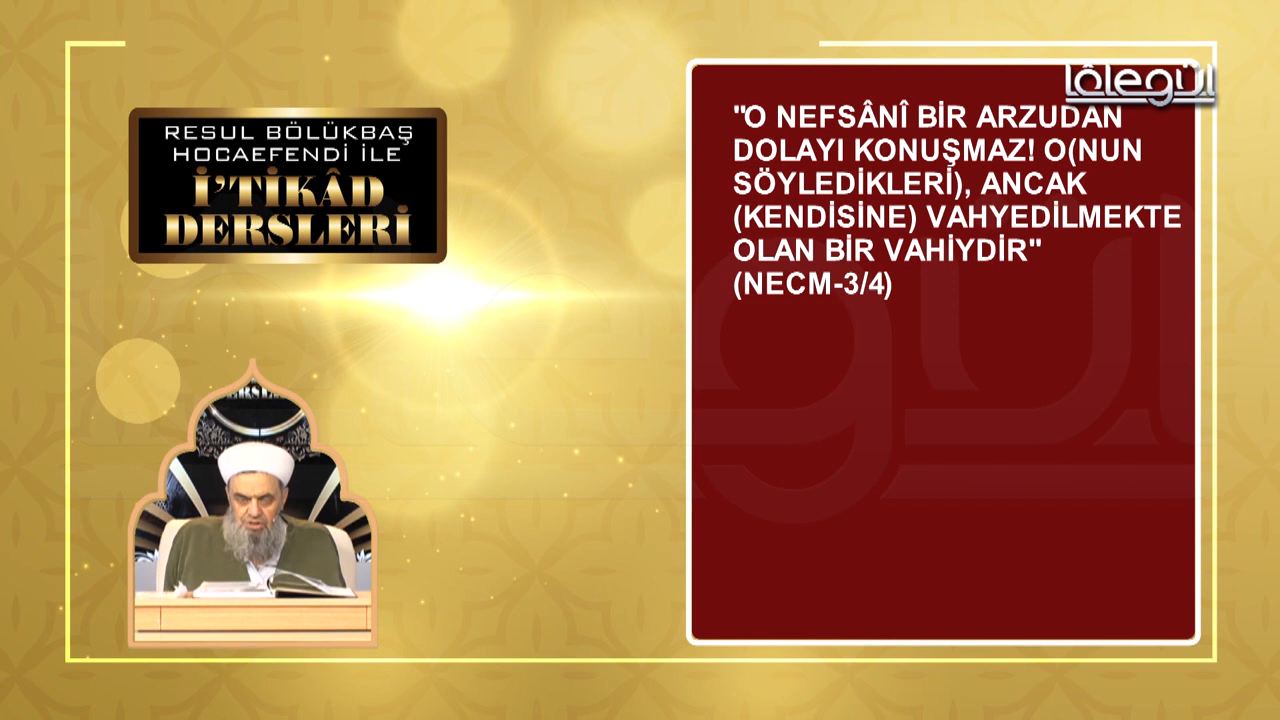 RESUL BÖLÜKBAŞ
HOCAEFENDİ İLE
İ'TİKÂD
DERSLERİ
lâlegül
"O NEFSÂNÎ BİR ARZUDAN
DOLAYI KONUŞMAZ! O(NUN
SÖYLEDİKLERİ), ANCAK
(KENDİSİNE) VAHYEDİLMEKTE
OLAN BİR VAHİYDİR"
(NECM-3/4)